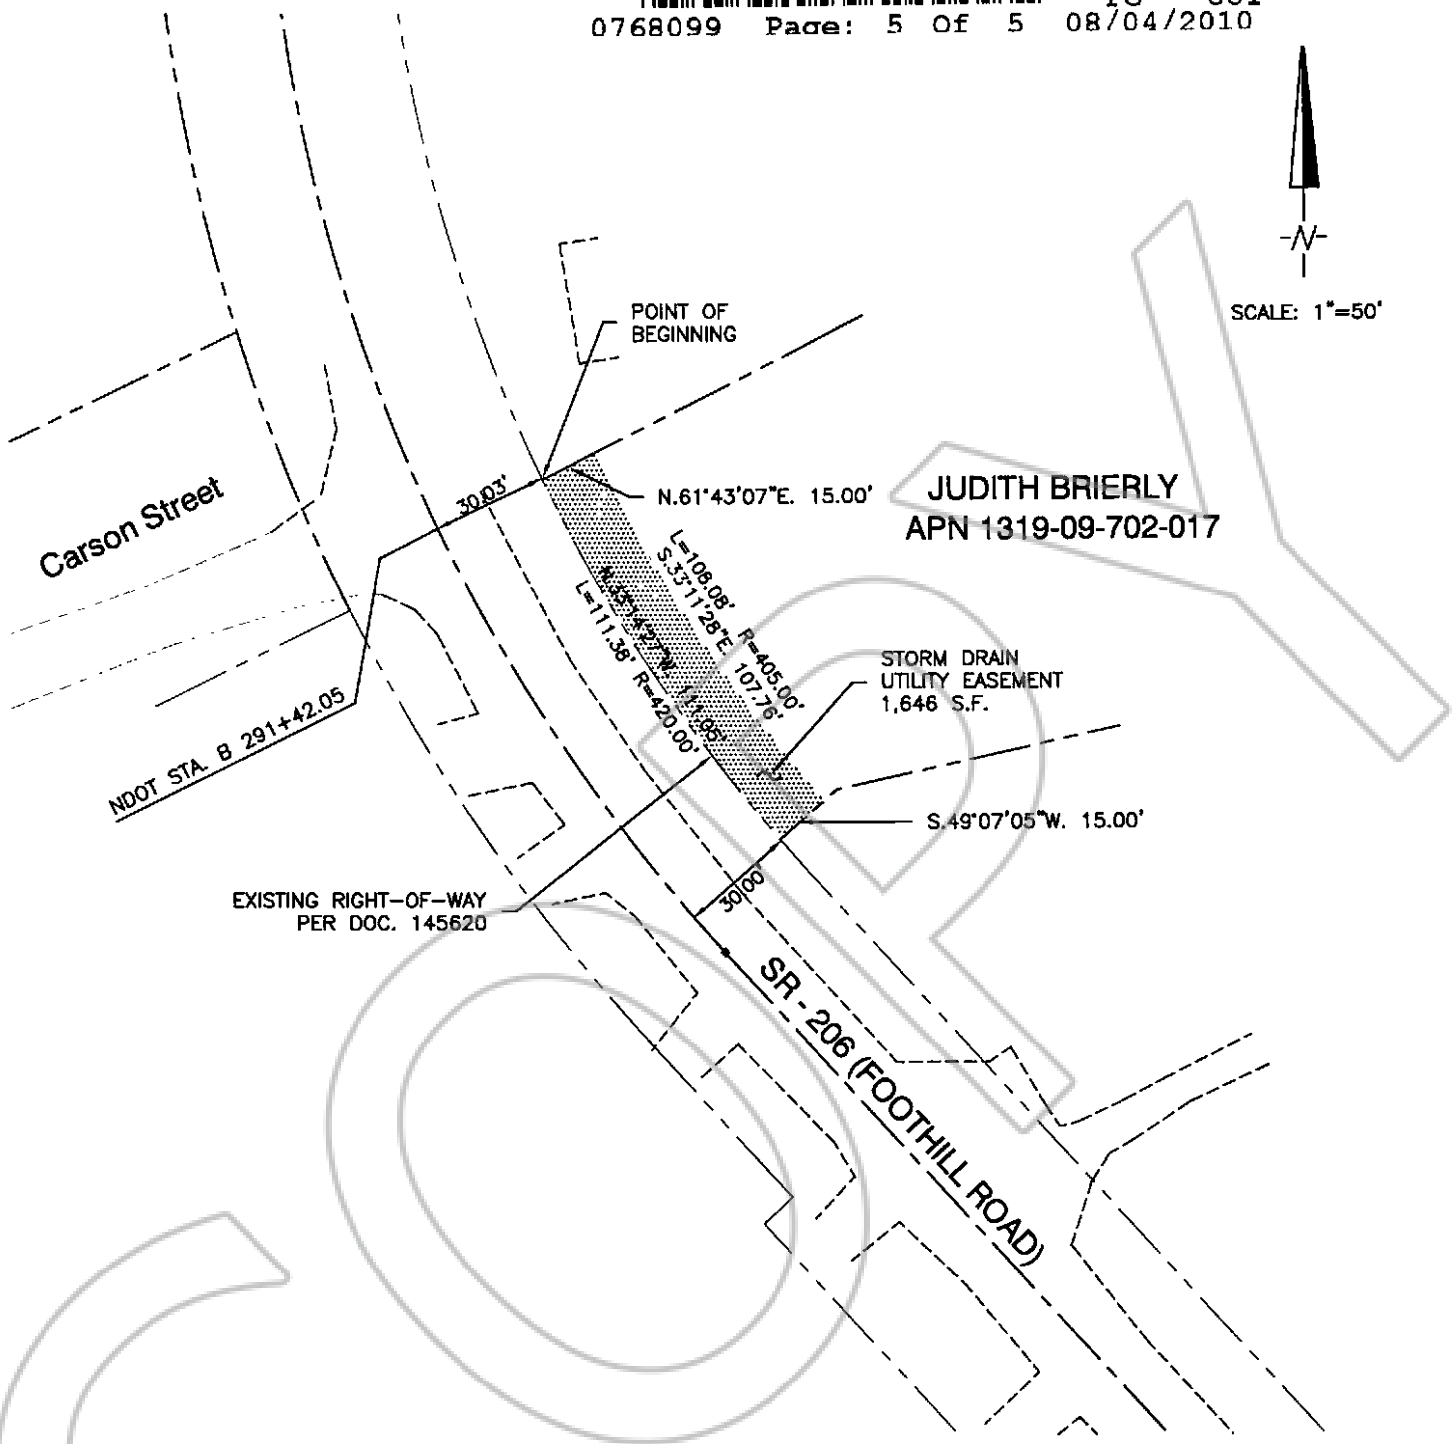 0768099 Page: 5 Of 5 08/04/2010
-N-
SCALE: 1"=50'
POINT OF
BEGINNING
Carson Street
30.03'
N.61°43'07"E. 15.00'
JUDITH BRIERLY
APN 1319-09-702-017
L=108.08' R=405.00'
S.33°11'28"E. 107.76'
L=111.38' R=420.00'
STORM DRAIN
UTILITY EASEMENT
1,646 S.F.
NDOT STA. B 291+42.05
S.49°07'05"W. 15.00'
EXISTING RIGHT-OF-WAY
PER DOC. 145620
30.00'
SR - 206 (FOOTHILL ROAD)
COPY